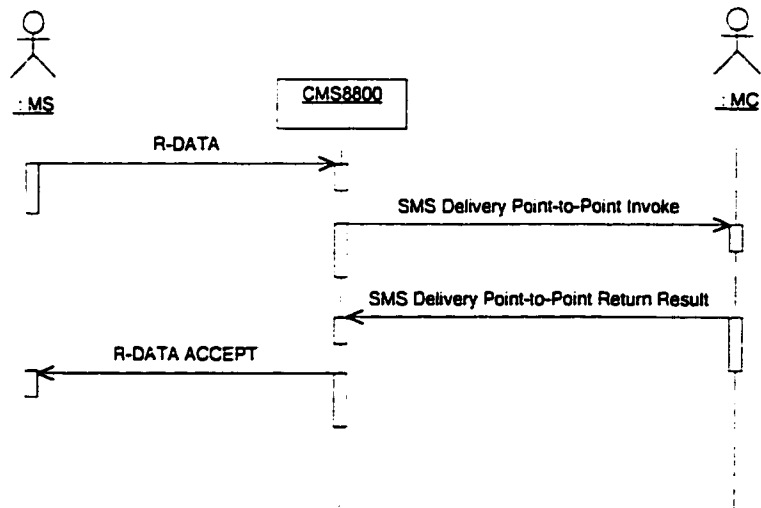 : MS
CMS8800
: MC
R-DATA
SMS Delivery Point-to-Point Invoke
SMS Delivery Point-to-Point Return Result
R-DATA ACCEPT